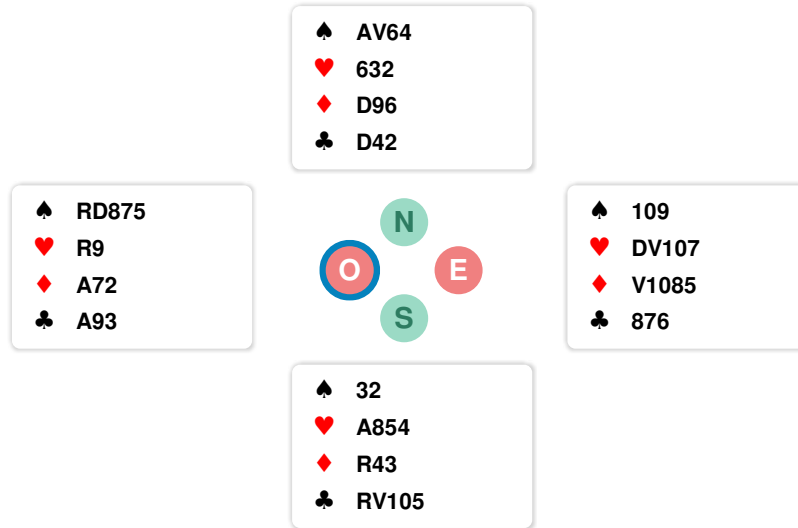 ♠ AV64
♥ 632
♦ D96
♣ D42
♠ RD875
♥ R9
♦ A72
♣ A93
N
O E
S
♠ 109
♥ DV107
♦ V1085
♣ 876
♠ 32
♥ A854
♦ R43
♣ RV105